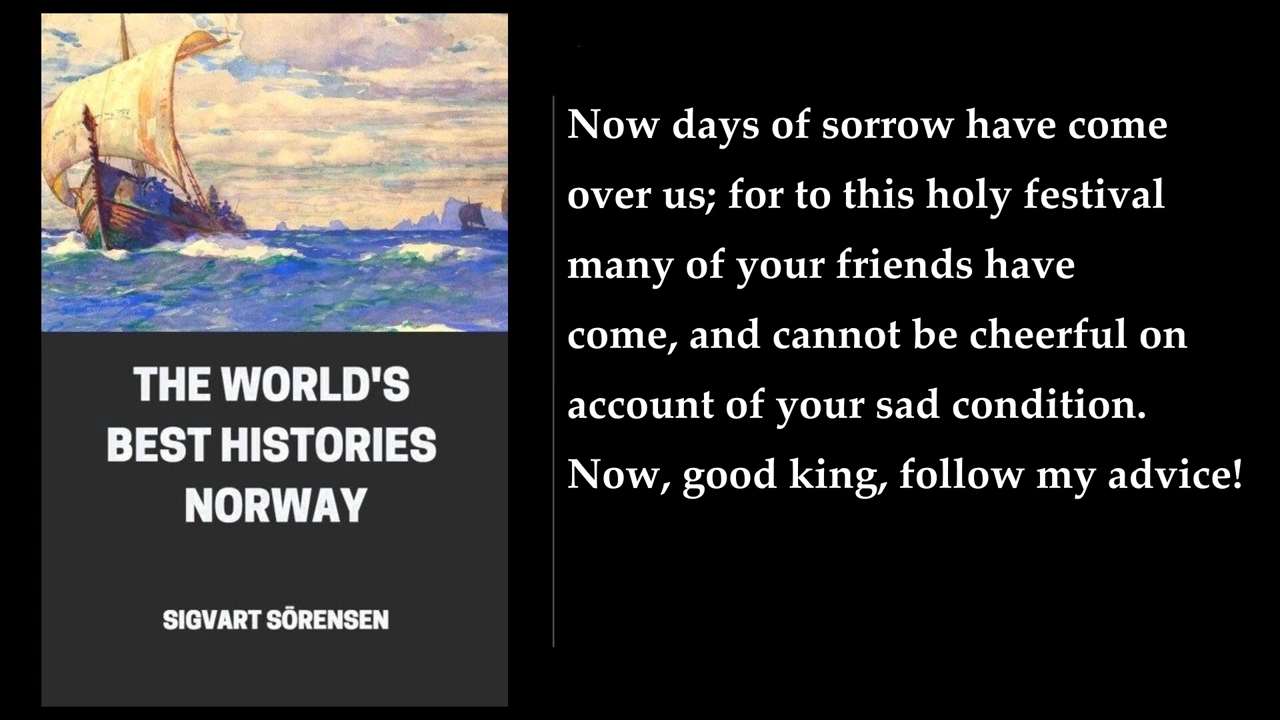 THE WORLD'S
BEST HISTORIES
NORWAY
SIGVART SÖRENSEN
Now days of sorrow have come
over us; for to this holy festival
many of your friends have
come, and cannot be cheerful on
account of your sad condition.
Now, good king, follow my advice!